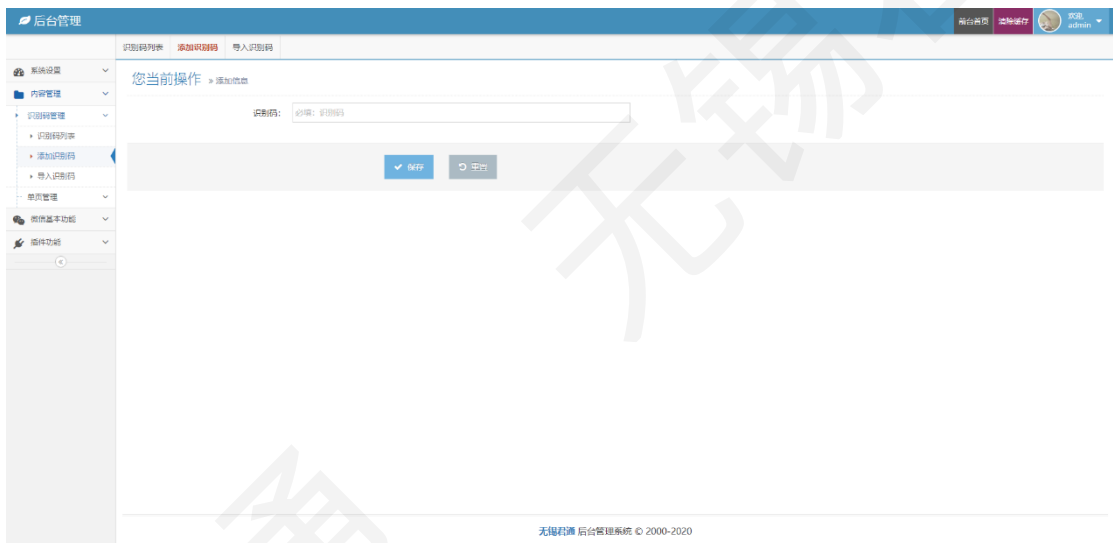 后台管理
前台首页 清除缓存 欢迎, admin
识别码列表 添加识别码 导入识别码
系统设置
内容管理
识别码管理
识别码列表
添加识别码
导入识别码
单页管理
微信基本功能
插件功能
您当前操作 » 添加信息
识别码: 必填：识别码
保存 重置
无锡君通 后台管理系统 © 2000-2020
无锡